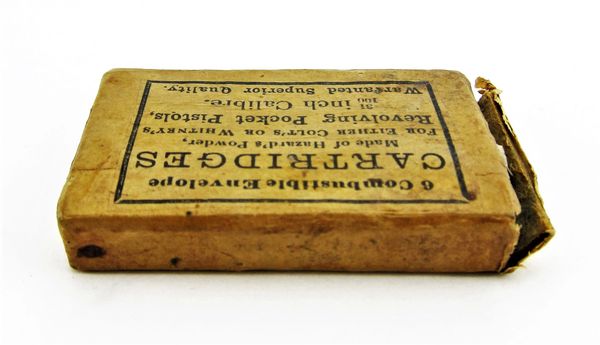 6 Combustible Envelope
CARTRIDGES
Made of Hazard's Powder,
FOR EITHER COLT'S OR WHITNEY'S
Revolving Pocket Pistols,
31/100 inch Calibre.
Warranted Superior Quality.